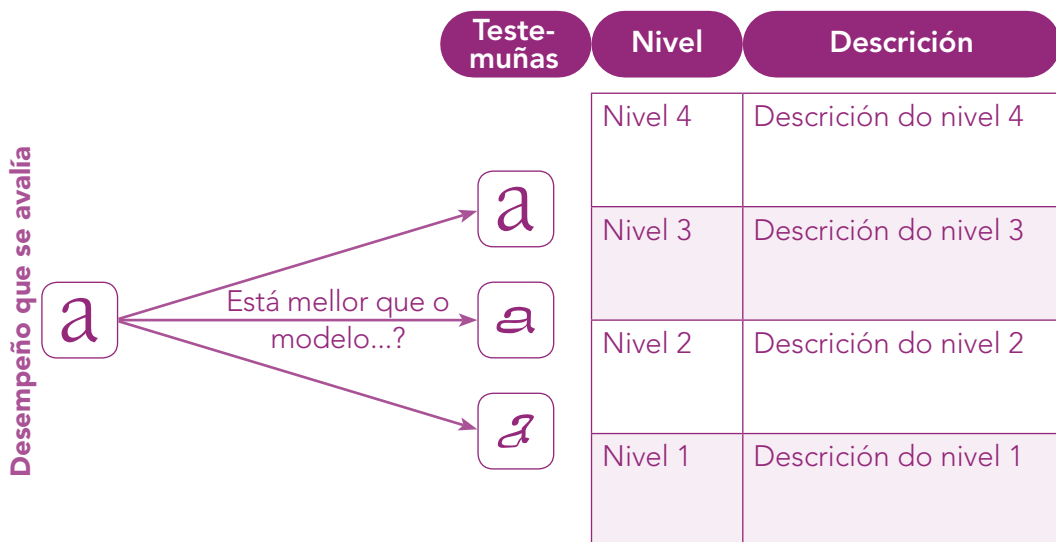 Teste-
muñas
Nivel
Descrición
Desempeño que se avalía
a
Está mellor que o
modelo...?
a
a
a
Nivel 4
Descrición do nivel 4
Nivel 3
Descrición do nivel 3
Nivel 2
Descrición do nivel 2
Nivel 1
Descrición do nivel 1